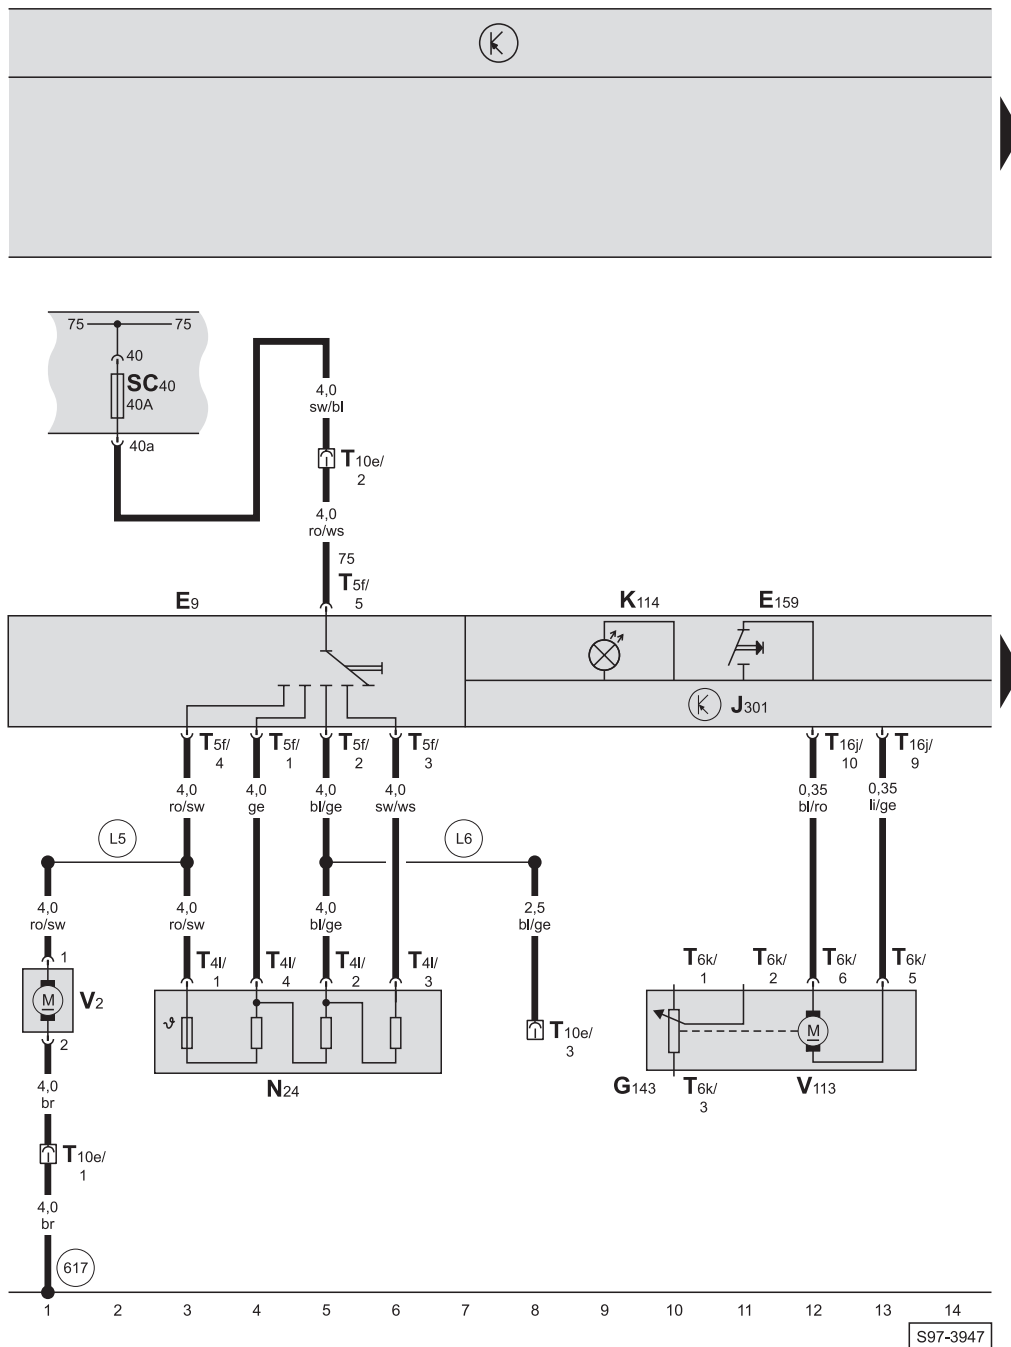 75 75
40
SC40
40A
40a
4,0
sw/bl
T10e/
2
4,0
ro/ws
75
T5f/
5
E9 K114 E159
J301
T5f/ T5f/ T5f/ T5f/ T16j/ T16j/
4 1 2 3 10 9
4,0 4,0 4,0 4,0 0,35 0,35
ro/sw ge bl/ge sw/ws bl/ro li/ge
L5 L6
4,0 4,0 4,0 2,5
ro/sw ro/sw bl/ge bl/ge
1 T4l/ T4l/ T4l/ T4l/ T6k/ T6k/ T6k/ T6k/
1 4 2 3 1 2 6 5
M V2 ϑ M
2 T10e/
3
N24 G143 T6k/ V113
3
4,0
br
T10e/
1
4,0
br
617
1 2 3 4 5 6 7 8 9 10 11 12 13 14
S97-3947